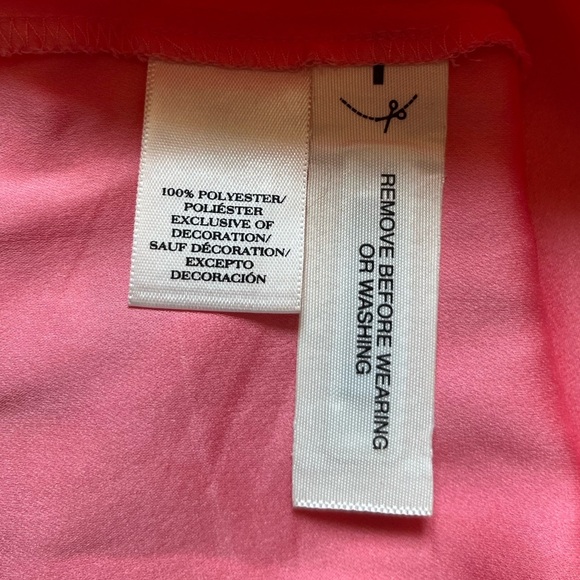 100% POLYESTER/
POLIÉSTER
EXCLUSIVE OF
DECORATION/
SAUF DÉCORATION/
EXCEPTO
DECORACIÓN
REMOVE BEFORE WEARING
OR WASHING